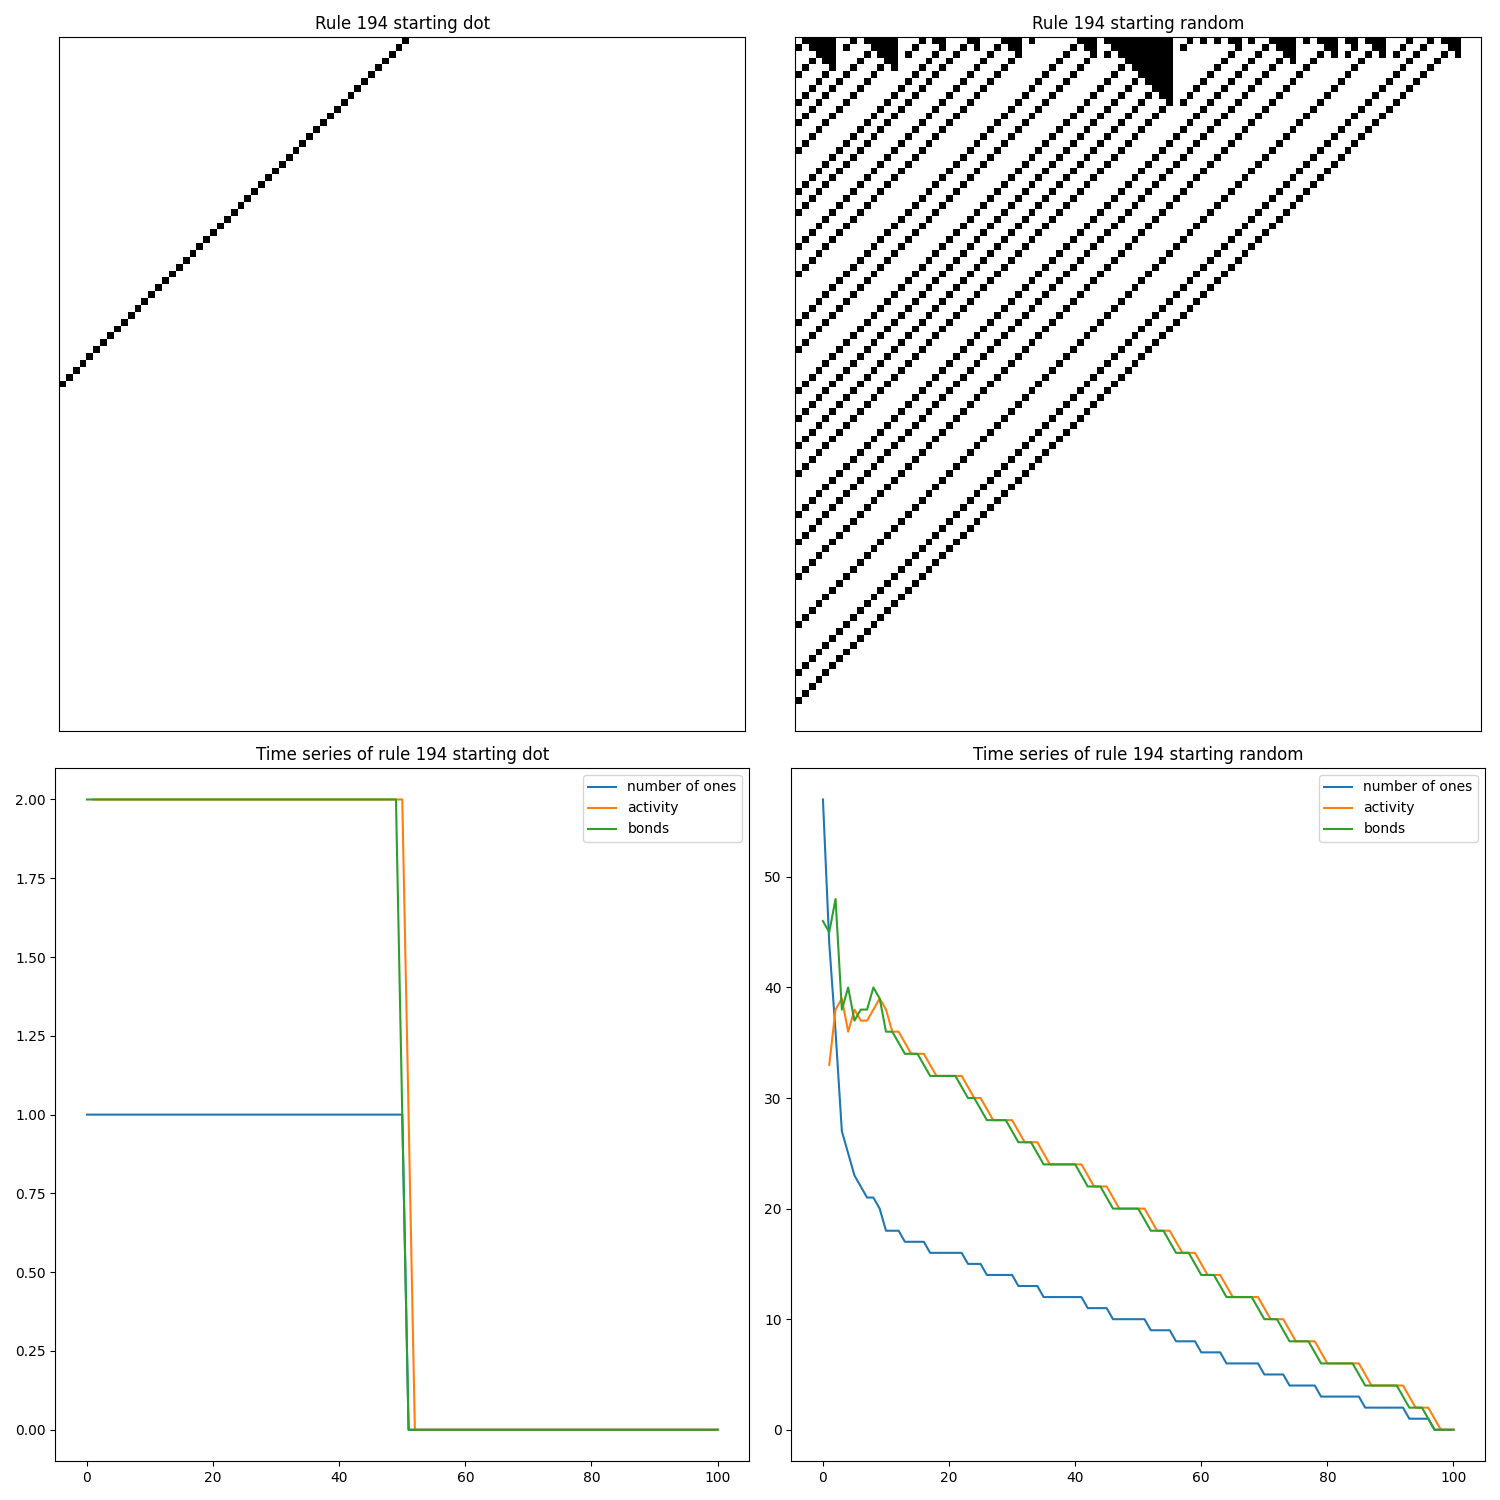 Rule 194 starting dot
Rule 194 starting random
Time series of rule 194 starting dot
number of ones
activity
bonds
2.00
1.75
1.50
1.25
1.00
0.75
0.50
0.25
0.00
0 20 40 60 80 100
Time series of rule 194 starting random
number of ones
activity
bonds
50
40
30
20
10
0
0 20 40 60 80 100